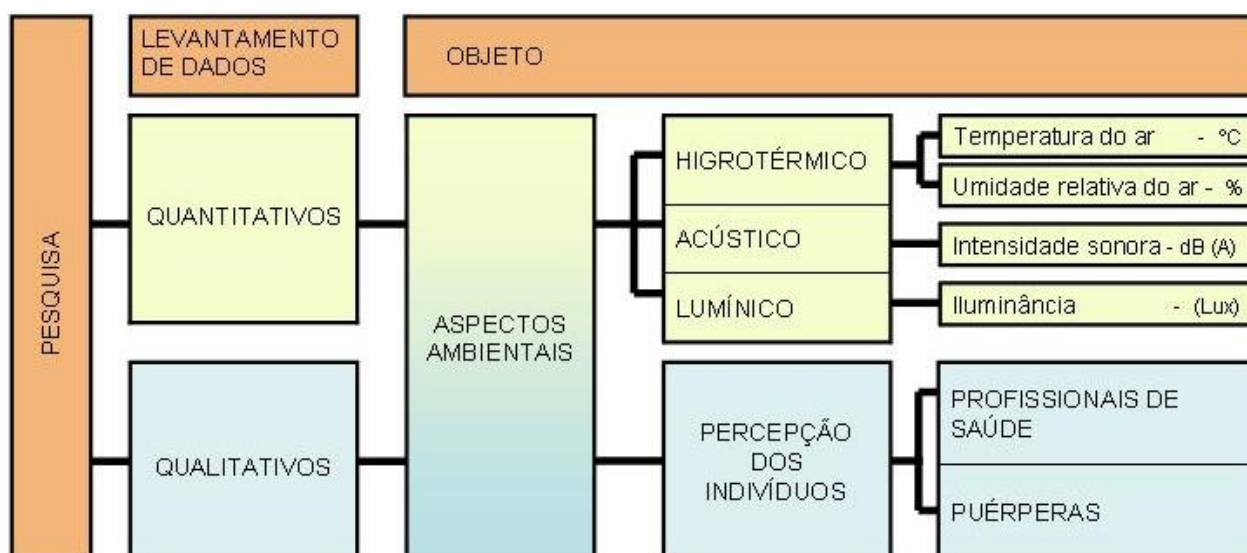 PESQUISA
LEVANTAMENTO
DE DADOS
OBJETO
QUANTITATIVOS
ASPECTOS
AMBIENTAIS
HIGROTÉRMICO
Temperatura do ar - ºC
Umidade relativa do ar - %
ACÚSTICO
Intensidade sonora - dB (A)
LUMÍNICO
Iluminância - (Lux)
QUALITATIVOS
PERCEPÇÃO
DOS
INDIVÍDUOS
PROFISSIONAIS DE
SAÚDE
PUÉRPERAS